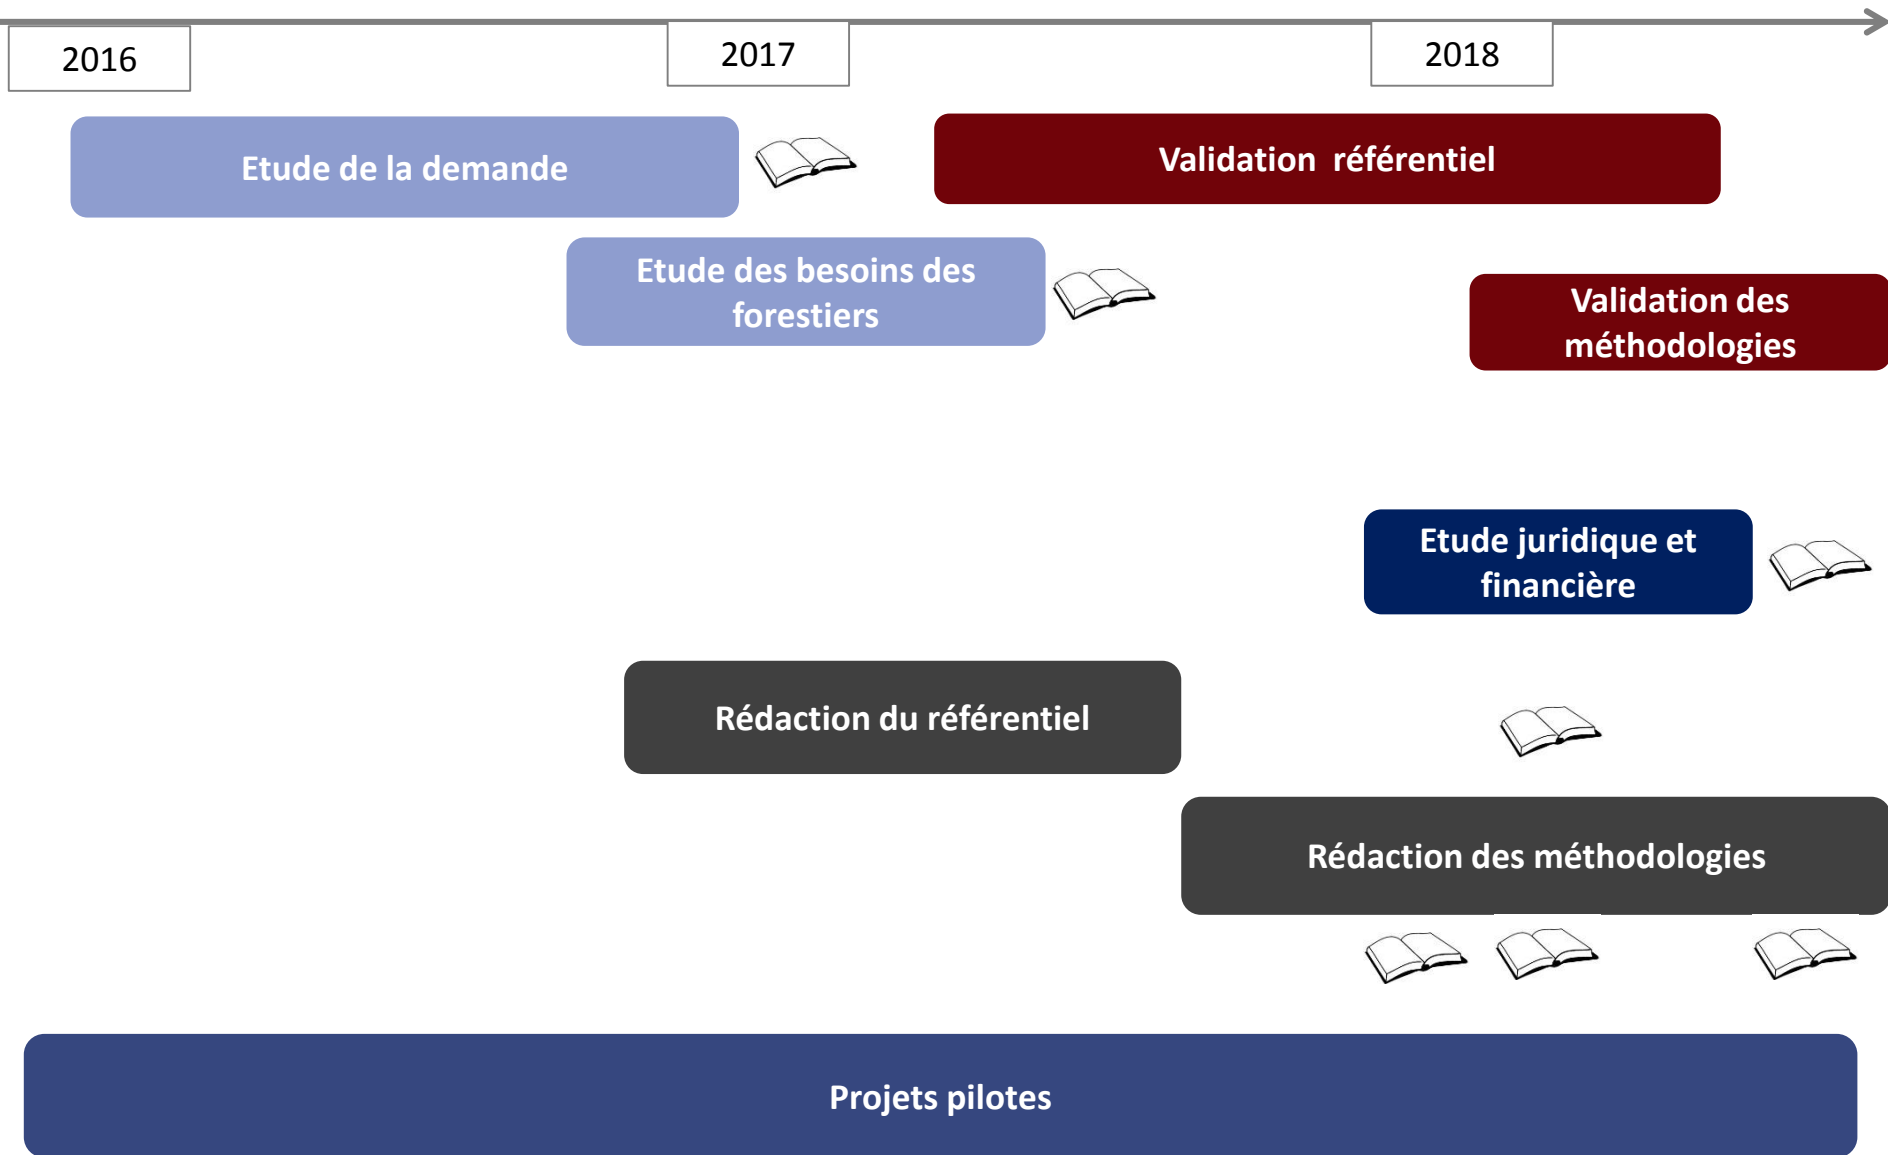 2016
2017
2018
Etude de la demande
Validation référentiel
Etude des besoins des
forestiers
Validation des
méthodologies
Etude juridique et
financière
Rédaction du référentiel
Rédaction des méthodologies
Projets pilotes